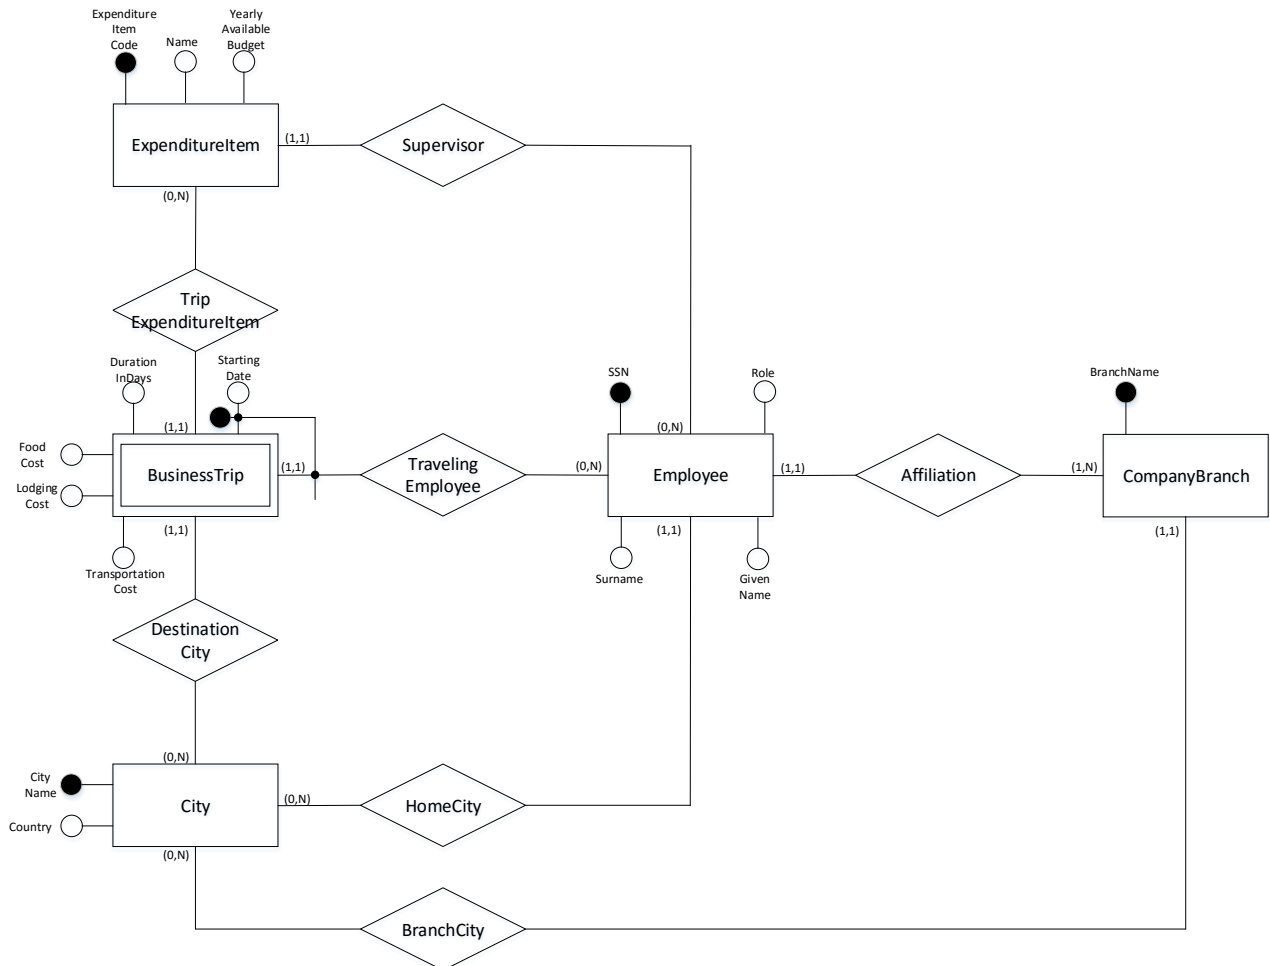 Expenditure
Item
Code
Name
Yearly
Available
Budget
ExpenditureItem
(1,1)
Supervisor
(0,N)
Trip
ExpenditureItem
Duration
InDays
Starting
Date
SSN
Role
BranchName
(1,1)
(0,N)
Food
Cost
Lodging
Cost
BusinessTrip
(1,1)
Traveling
Employee
(0,N)
Employee
(1,1)
Affiliation
(1,N)
CompanyBranch
(1,1)
(1,1)
(1,1)
Transportation
Cost
Surname
Given
Name
Destination
City
(0,N)
City
Name
Country
City
(0,N)
HomeCity
(0,N)
BranchCity